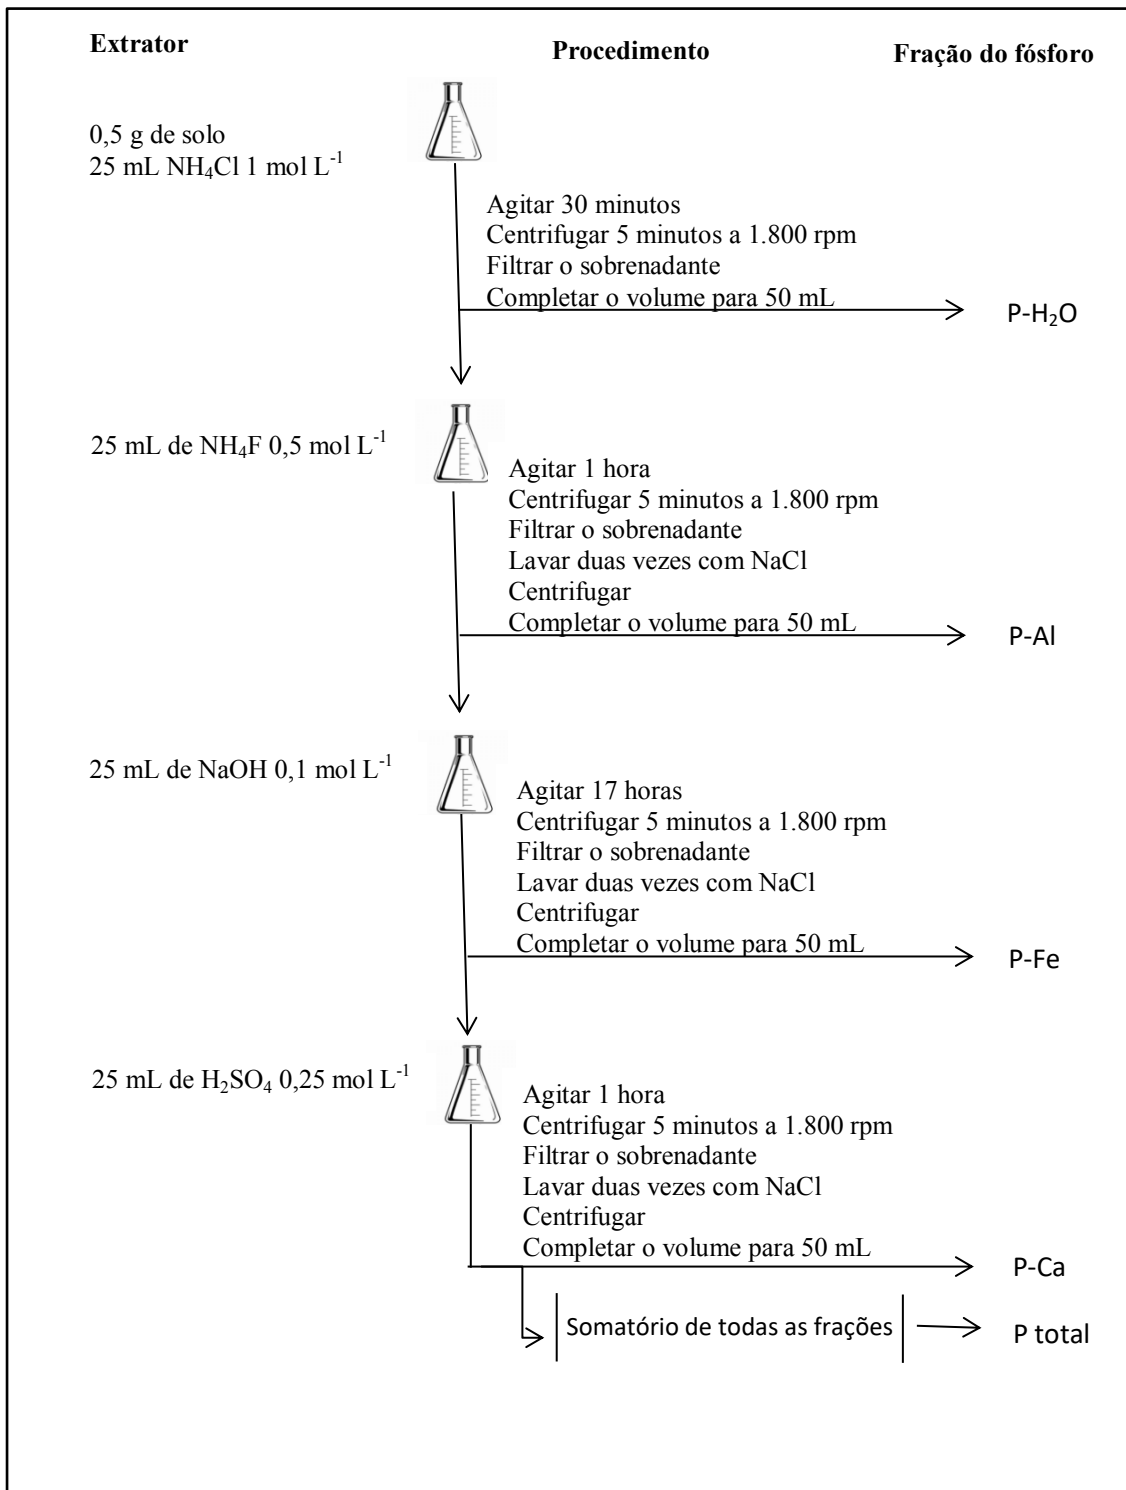 Extrator
Procedimento
Fração do fósforo
0,5 g de solo
25 mL NH₄Cl 1 mol L⁻¹
Agitar 30 minutos
Centrifugar 5 minutos a 1.800 rpm
Filtrar o sobrenadante
Completar o volume para 50 mL
P-H₂O
25 mL de NH₄F 0,5 mol L⁻¹
Agitar 1 hora
Centrifugar 5 minutos a 1.800 rpm
Filtrar o sobrenadante
Lavar duas vezes com NaCl
Centrifugar
Completar o volume para 50 mL
P-Al
25 mL de NaOH 0,1 mol L⁻¹
Agitar 17 horas
Centrifugar 5 minutos a 1.800 rpm
Filtrar o sobrenadante
Lavar duas vezes com NaCl
Centrifugar
Completar o volume para 50 mL
P-Fe
25 mL de H₂SO₄ 0,25 mol L⁻¹
Agitar 1 hora
Centrifugar 5 minutos a 1.800 rpm
Filtrar o sobrenadante
Lavar duas vezes com NaCl
Centrifugar
Completar o volume para 50 mL
P-Ca
Somatório de todas as frações
P total